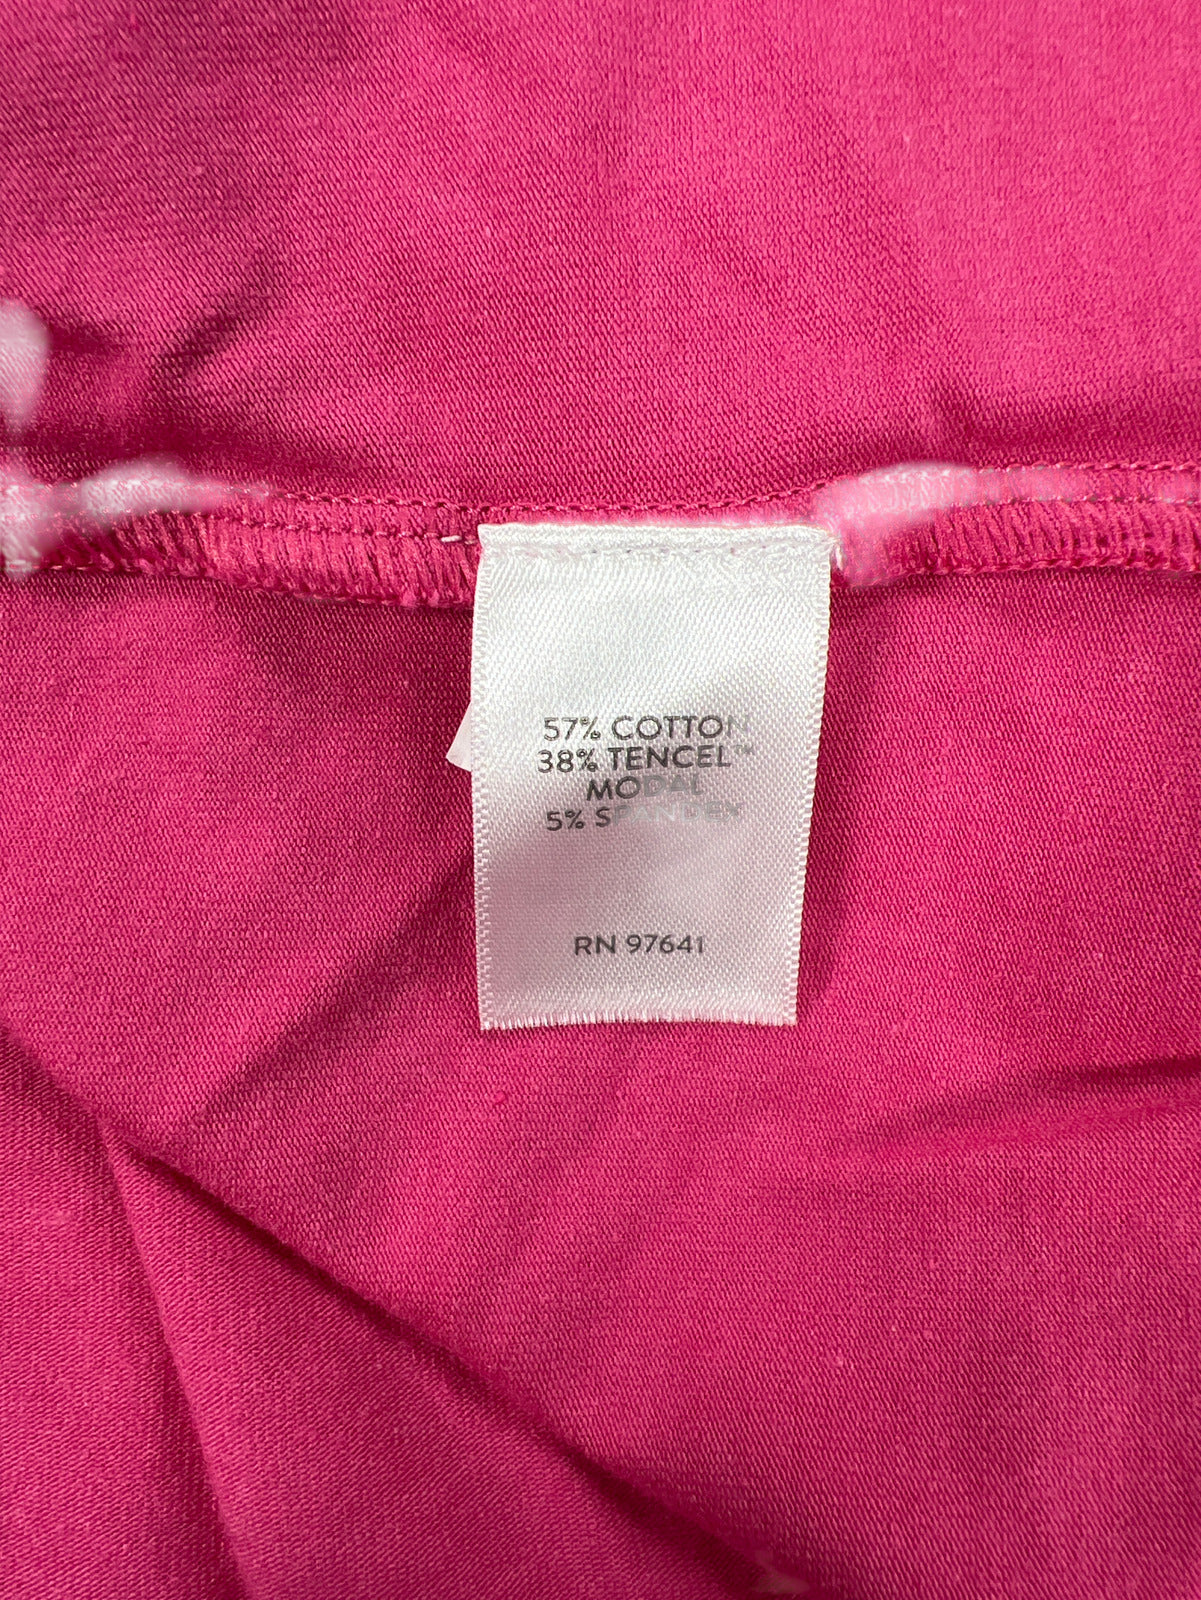 57% COTTON
38% TENCEL™
MODAL
5% SPANDEX
RN 97641